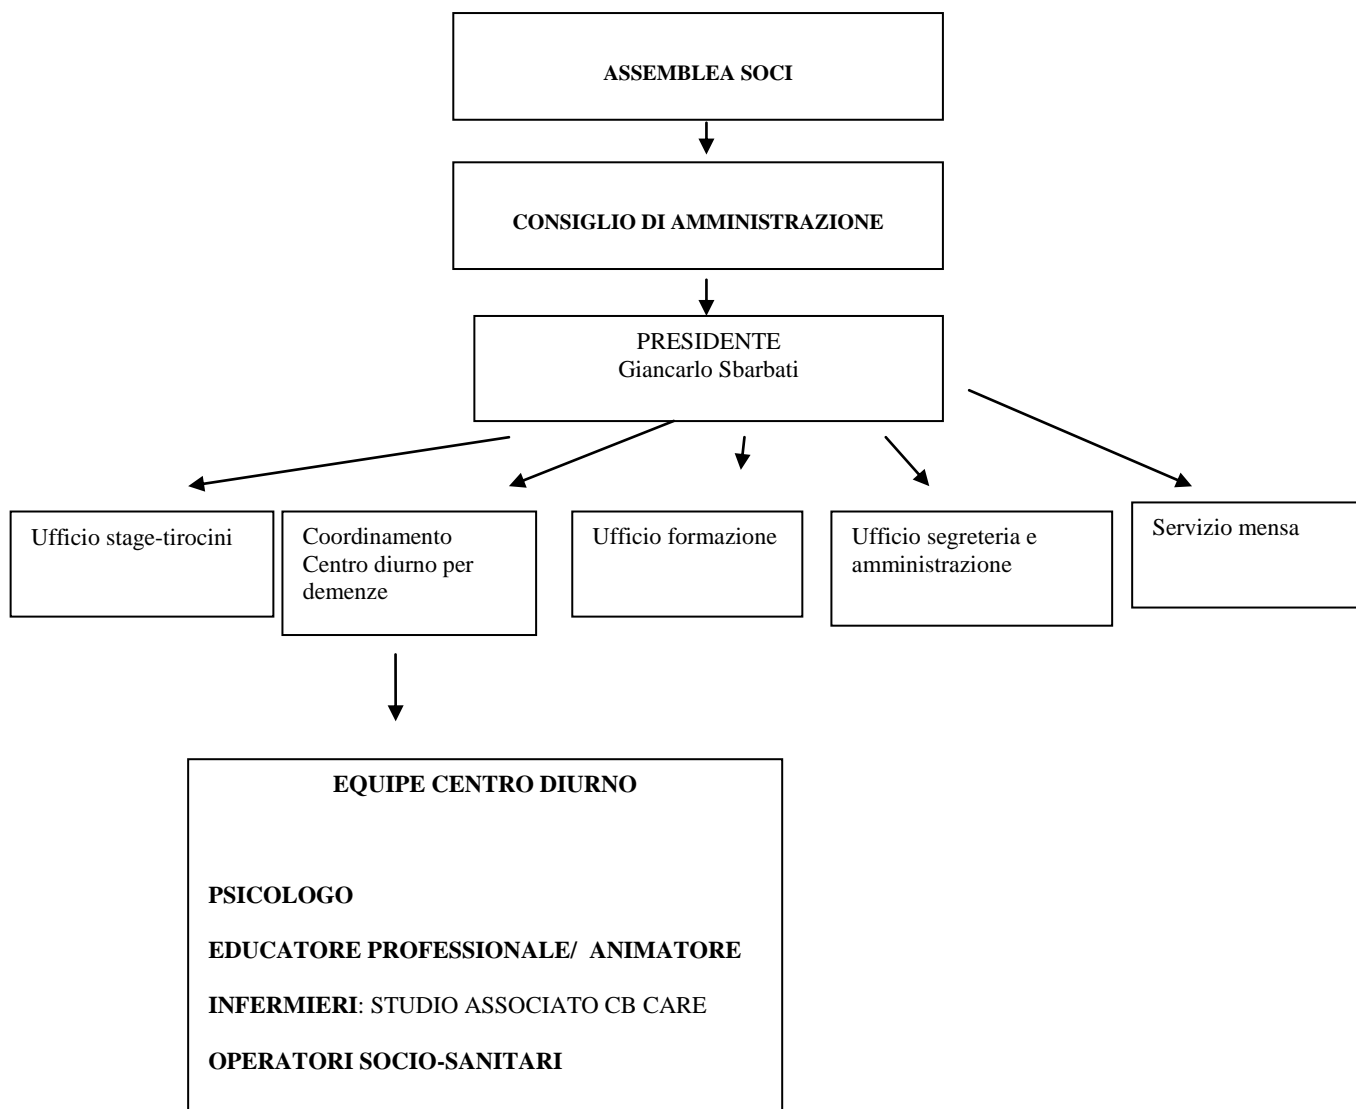 ASSEMBLEA SOCI
CONSIGLIO DI AMMINISTRAZIONE
PRESIDENTE
Giancarlo Sbarbati
Ufficio stage-tirocini
Coordinamento
Centro diurno per
demenze
Ufficio formazione
Ufficio segreteria e
amministrazione
Servizio mensa
EQUIPE CENTRO DIURNO
PSICOLOGO
EDUCATORE PROFESSIONALE/ ANIMATORE
INFERMIERI: STUDIO ASSOCIATO CB CARE
OPERATORI SOCIO-SANITARI